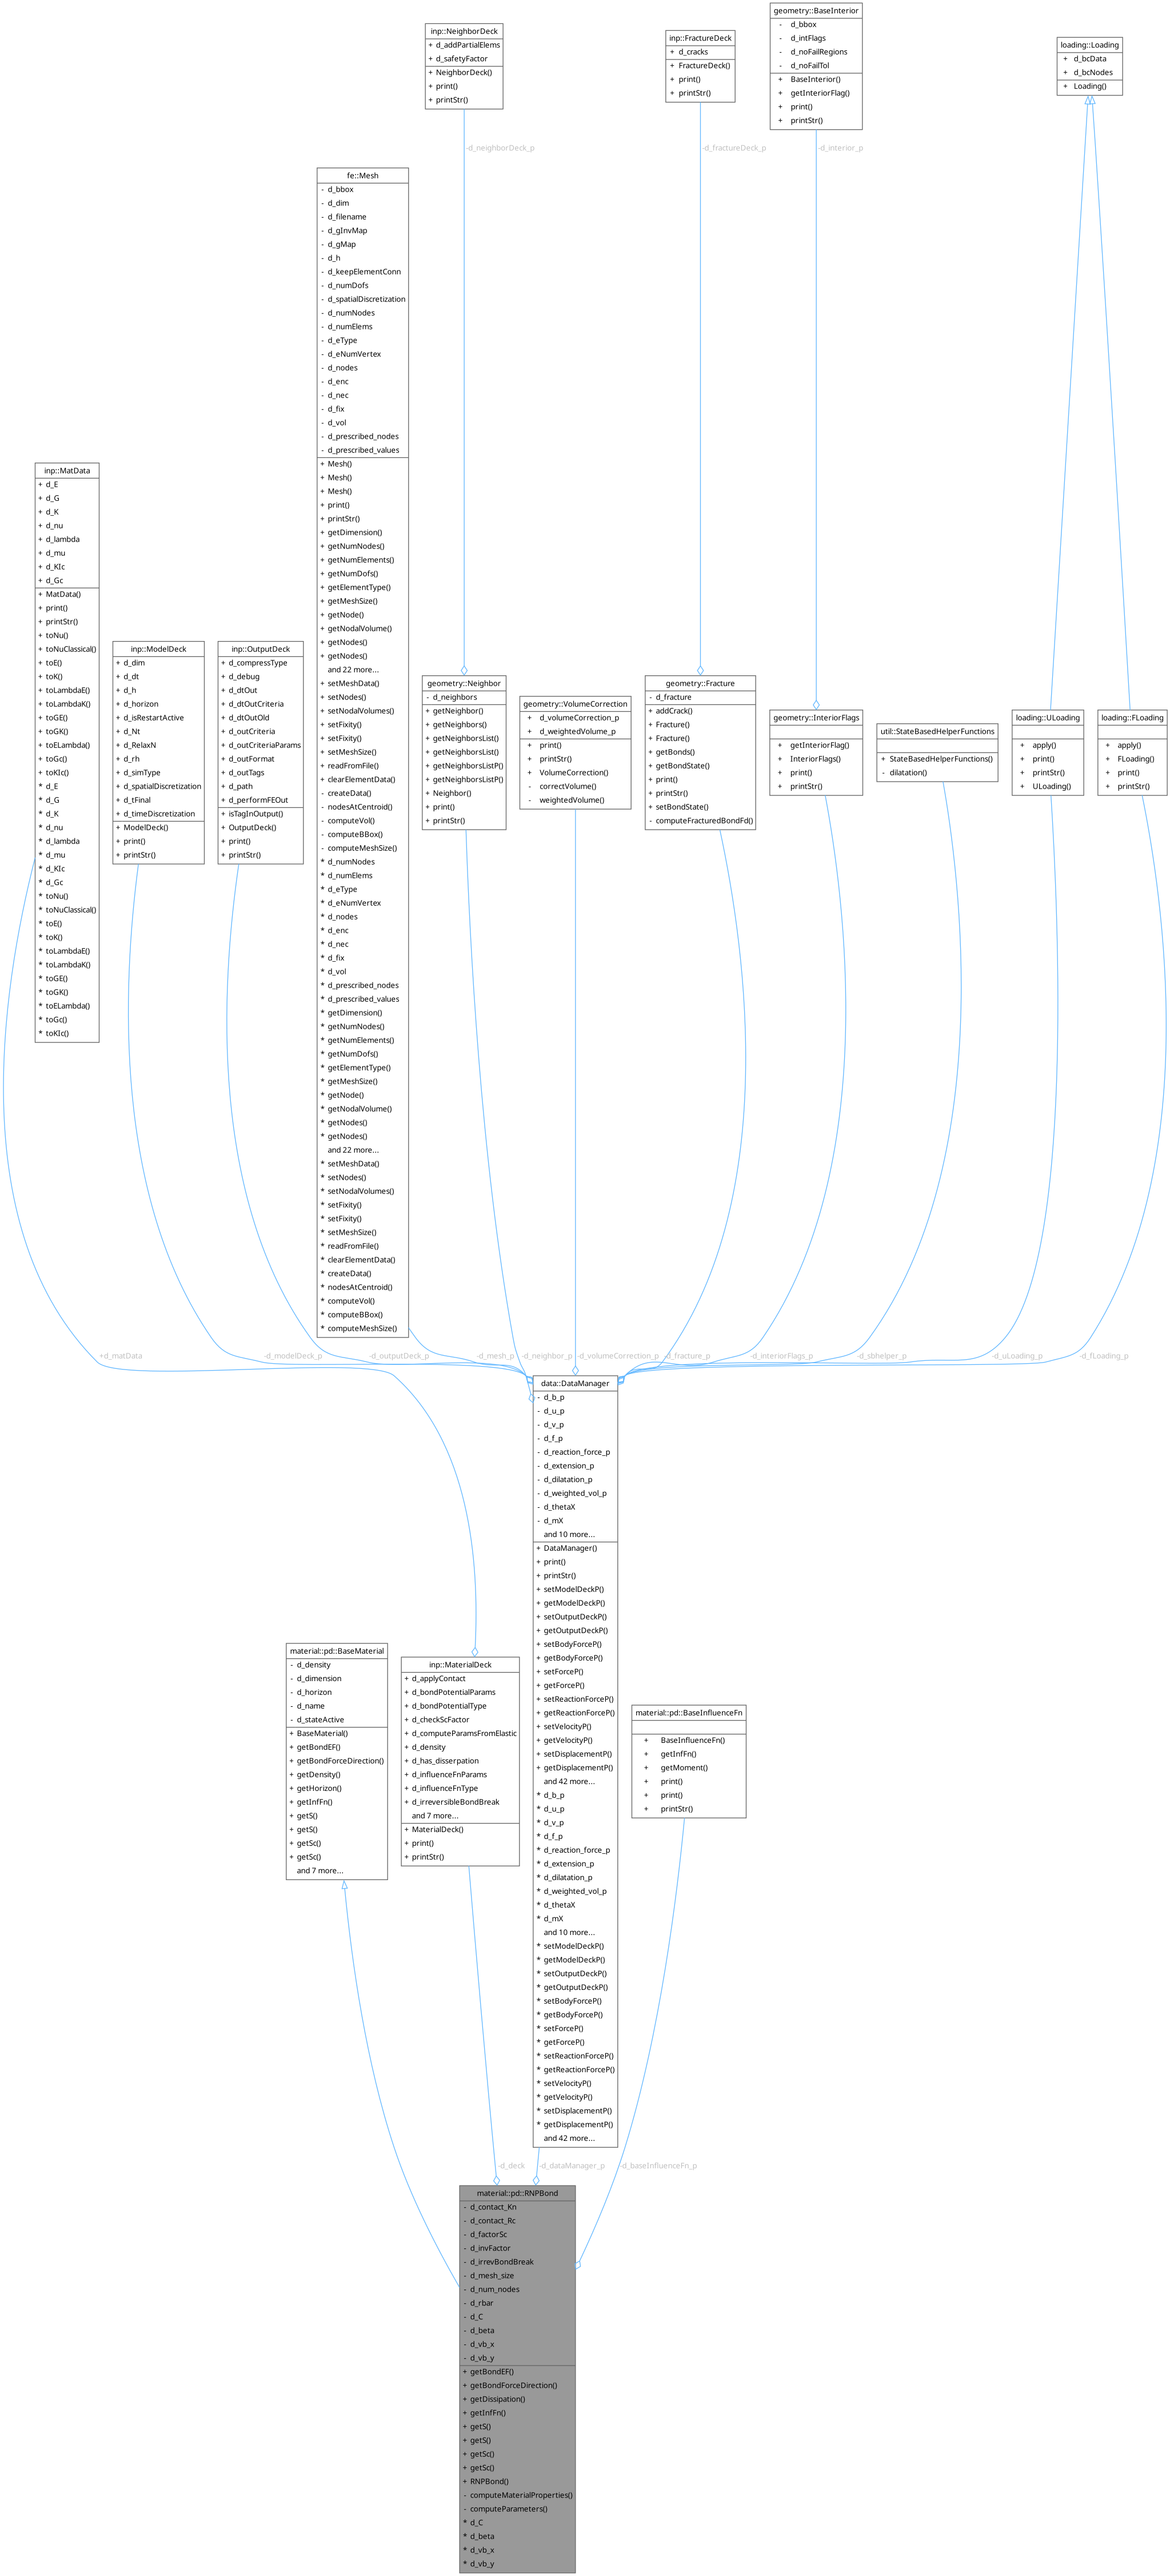 inp::NeighborDeck
+ d_addPartialElems
+ d_safetyFactor
+ NeighborDeck()
+ print()
+ printStr()
inp::FractureDeck
+ d_cracks
+ FractureDeck()
+ print()
+ printStr()
geometry::BaseInterior
- d_bbox
- d_intFlags
- d_noFailRegions
- d_noFailTol
+ BaseInterior()
+ getInteriorFlag()
+ print()
+ printStr()
loading::Loading
+ d_bcData
+ d_bcNodes
+ Loading()
-d_neighborDeck_p
-d_fractureDeck_p
-d_interior_p
fe::Mesh
- d_bbox
- d_dim
- d_filename
- d_gInvMap
- d_gMap
- d_h
- d_keepElementConn
- d_numDofs
- d_spatialDiscretization
- d_numNodes
- d_numElems
- d_eType
- d_eNumVertex
- d_nodes
- d_enc
- d_nec
- d_fix
- d_vol
- d_prescribed_nodes
- d_prescribed_values
+ Mesh()
+ Mesh()
+ Mesh()
+ print()
+ printStr()
+ getDimension()
+ getNumNodes()
+ getNumElements()
+ getNumDofs()
+ getElementType()
+ getMeshSize()
+ getNode()
+ getNodalVolume()
+ getNodes()
+ getNodes()
and 22 more...
+ setMeshData()
+ setNodes()
+ setNodalVolumes()
+ setFixity()
+ setFixity()
+ setMeshSize()
+ readFromFile()
+ clearElementData()
- createData()
- nodesAtCentroid()
- computeVol()
- computeBBox()
- computeMeshSize()
* d_numNodes
* d_numElems
* d_eType
* d_eNumVertex
* d_nodes
* d_enc
* d_nec
* d_fix
* d_vol
* d_prescribed_nodes
* d_prescribed_values
* getDimension()
* getNumNodes()
* getNumElements()
* getNumDofs()
* getElementType()
* getMeshSize()
* getNode()
* getNodalVolume()
* getNodes()
* getNodes()
and 22 more...
* setMeshData()
* setNodes()
* setNodalVolumes()
* setFixity()
* setFixity()
* setMeshSize()
* readFromFile()
* clearElementData()
* createData()
* nodesAtCentroid()
* computeVol()
* computeBBox()
* computeMeshSize()
inp::MatData
+ d_E
+ d_G
+ d_K
+ d_nu
+ d_lambda
+ d_mu
+ d_KIc
+ d_Gc
+ MatData()
+ print()
+ printStr()
+ toNu()
+ toNuClassical()
+ toE()
+ toK()
+ toLambdaE()
+ toLambdaK()
+ toGE()
+ toGK()
+ toELambda()
+ toGc()
+ toKIc()
* d_E
* d_G
* d_K
* d_nu
* d_lambda
* d_mu
* d_KIc
* d_Gc
* toNu()
* toNuClassical()
* toE()
* toK()
* toLambdaE()
* toLambdaK()
* toGE()
* toGK()
* toELambda()
* toGc()
* toKIc()
inp::ModelDeck
+ d_dim
+ d_dt
+ d_h
+ d_horizon
+ d_isRestartActive
+ d_Nt
+ d_RelaxN
+ d_rh
+ d_simType
+ d_spatialDiscretization
+ d_tFinal
+ d_timeDiscretization
+ ModelDeck()
+ print()
+ printStr()
inp::OutputDeck
+ d_compressType
+ d_debug
+ d_dtOut
+ d_dtOutCriteria
+ d_dtOutOld
+ d_outCriteria
+ d_outCriteriaParams
+ d_outFormat
+ d_outTags
+ d_path
+ d_performFEOut
+ isTagInOutput()
+ OutputDeck()
+ print()
+ printStr()
geometry::Neighbor
- d_neighbors
+ getNeighbor()
+ getNeighbors()
+ getNeighborsList()
+ getNeighborsList()
+ getNeighborsListP()
+ getNeighborsListP()
+ Neighbor()
+ print()
+ printStr()
geometry::VolumeCorrection
+ d_volumeCorrection_p
+ d_weightedVolume_p
+ print()
+ printStr()
+ VolumeCorrection()
- correctVolume()
- weightedVolume()
geometry::Fracture
- d_fracture
+ addCrack()
+ Fracture()
+ Fracture()
+ getBonds()
+ getBondState()
+ print()
+ printStr()
+ setBondState()
- computeFracturedBondFd()
geometry::InteriorFlags
+ getInteriorFlag()
+ InteriorFlags()
+ print()
+ printStr()
util::StateBasedHelperFunctions
+ StateBasedHelperFunctions()
- dilatation()
loading::ULoading
+ apply()
+ print()
+ printStr()
+ ULoading()
loading::FLoading
+ apply()
+ FLoading()
+ print()
+ printStr()
+d_matData
-d_modelDeck_p
-d_outputDeck_p
-d_mesh_p
-d_neighbor_p
-d_volumeCorrection_p
-d_fracture_p
-d_interiorFlags_p
-d_sbhelper_p
-d_uLoading_p
-d_fLoading_p
data::DataManager
- d_b_p
- d_u_p
- d_v_p
- d_f_p
- d_reaction_force_p
- d_extension_p
- d_dilatation_p
- d_weighted_vol_p
- d_thetaX
- d_mX
and 10 more...
+ DataManager()
+ print()
+ printStr()
+ setModelDeckP()
+ getModelDeckP()
+ setOutputDeckP()
+ getOutputDeckP()
+ setBodyForceP()
+ getBodyForceP()
+ setForceP()
+ getForceP()
+ setReactionForceP()
+ getReactionForceP()
+ setVelocityP()
+ getVelocityP()
+ setDisplacementP()
+ getDisplacementP()
and 42 more...
* d_b_p
* d_u_p
* d_v_p
* d_f_p
* d_reaction_force_p
* d_extension_p
* d_dilatation_p
* d_weighted_vol_p
* d_thetaX
* d_mX
and 10 more...
* setModelDeckP()
* getModelDeckP()
* setOutputDeckP()
* getOutputDeckP()
* setBodyForceP()
* getBodyForceP()
* setForceP()
* getForceP()
* setReactionForceP()
* getReactionForceP()
* setVelocityP()
* getVelocityP()
* setDisplacementP()
* getDisplacementP()
and 42 more...
material::pd::BaseMaterial
- d_density
- d_dimension
- d_horizon
- d_name
- d_stateActive
+ BaseMaterial()
+ getBondEF()
+ getBondForceDirection()
+ getDensity()
+ getHorizon()
+ getInfFn()
+ getS()
+ getS()
+ getSc()
+ getSc()
and 7 more...
inp::MaterialDeck
+ d_applyContact
+ d_bondPotentialParams
+ d_bondPotentialType
+ d_checkScFactor
+ d_computeParamsFromElastic
+ d_density
+ d_has_disserpation
+ d_influenceFnParams
+ d_influenceFnType
+ d_irreversibleBondBreak
and 7 more...
+ MaterialDeck()
+ print()
+ printStr()
material::pd::BaseInfluenceFn
+ BaseInfluenceFn()
+ getInfFn()
+ getMoment()
+ print()
+ print()
+ printStr()
-d_deck
-d_dataManager_p
-d_baseInfluenceFn_p
material::pd::RNPBond
- d_contact_Kn
- d_contact_Rc
- d_factorSc
- d_invFactor
- d_irrevBondBreak
- d_mesh_size
- d_num_nodes
- d_rbar
- d_C
- d_beta
- d_vb_x
- d_vb_y
+ getBondEF()
+ getBondForceDirection()
+ getDissipation()
+ getInfFn()
+ getS()
+ getS()
+ getSc()
+ getSc()
+ RNPBond()
- computeMaterialProperties()
- computeParameters()
* d_C
* d_beta
* d_vb_x
* d_vb_y